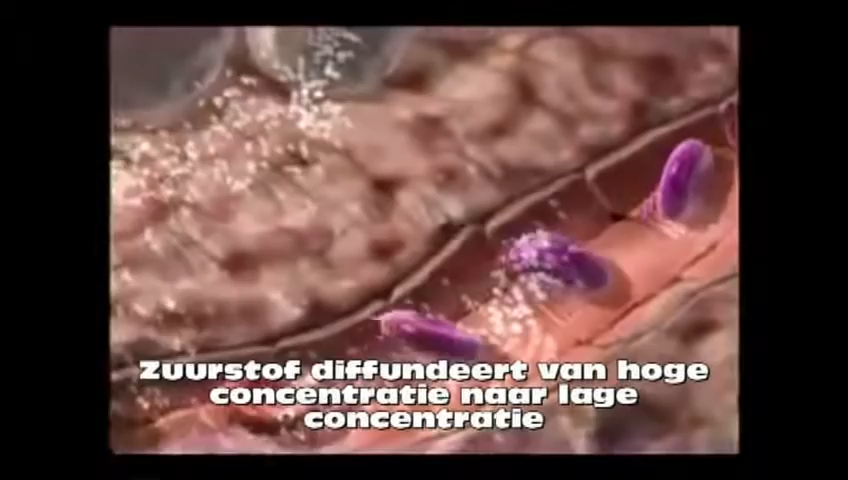 Zuurstof diffundeert van hoge
concentratie naar lage
concentratie